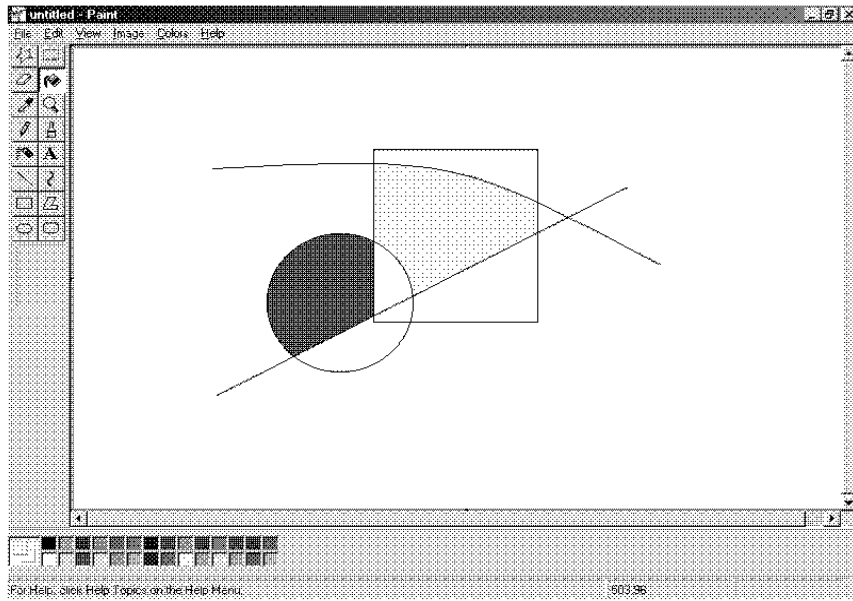 untitled - Paint
File Edit View Image Colors Help
A
For Help, click Help Topics on the Help Menu.
503,96